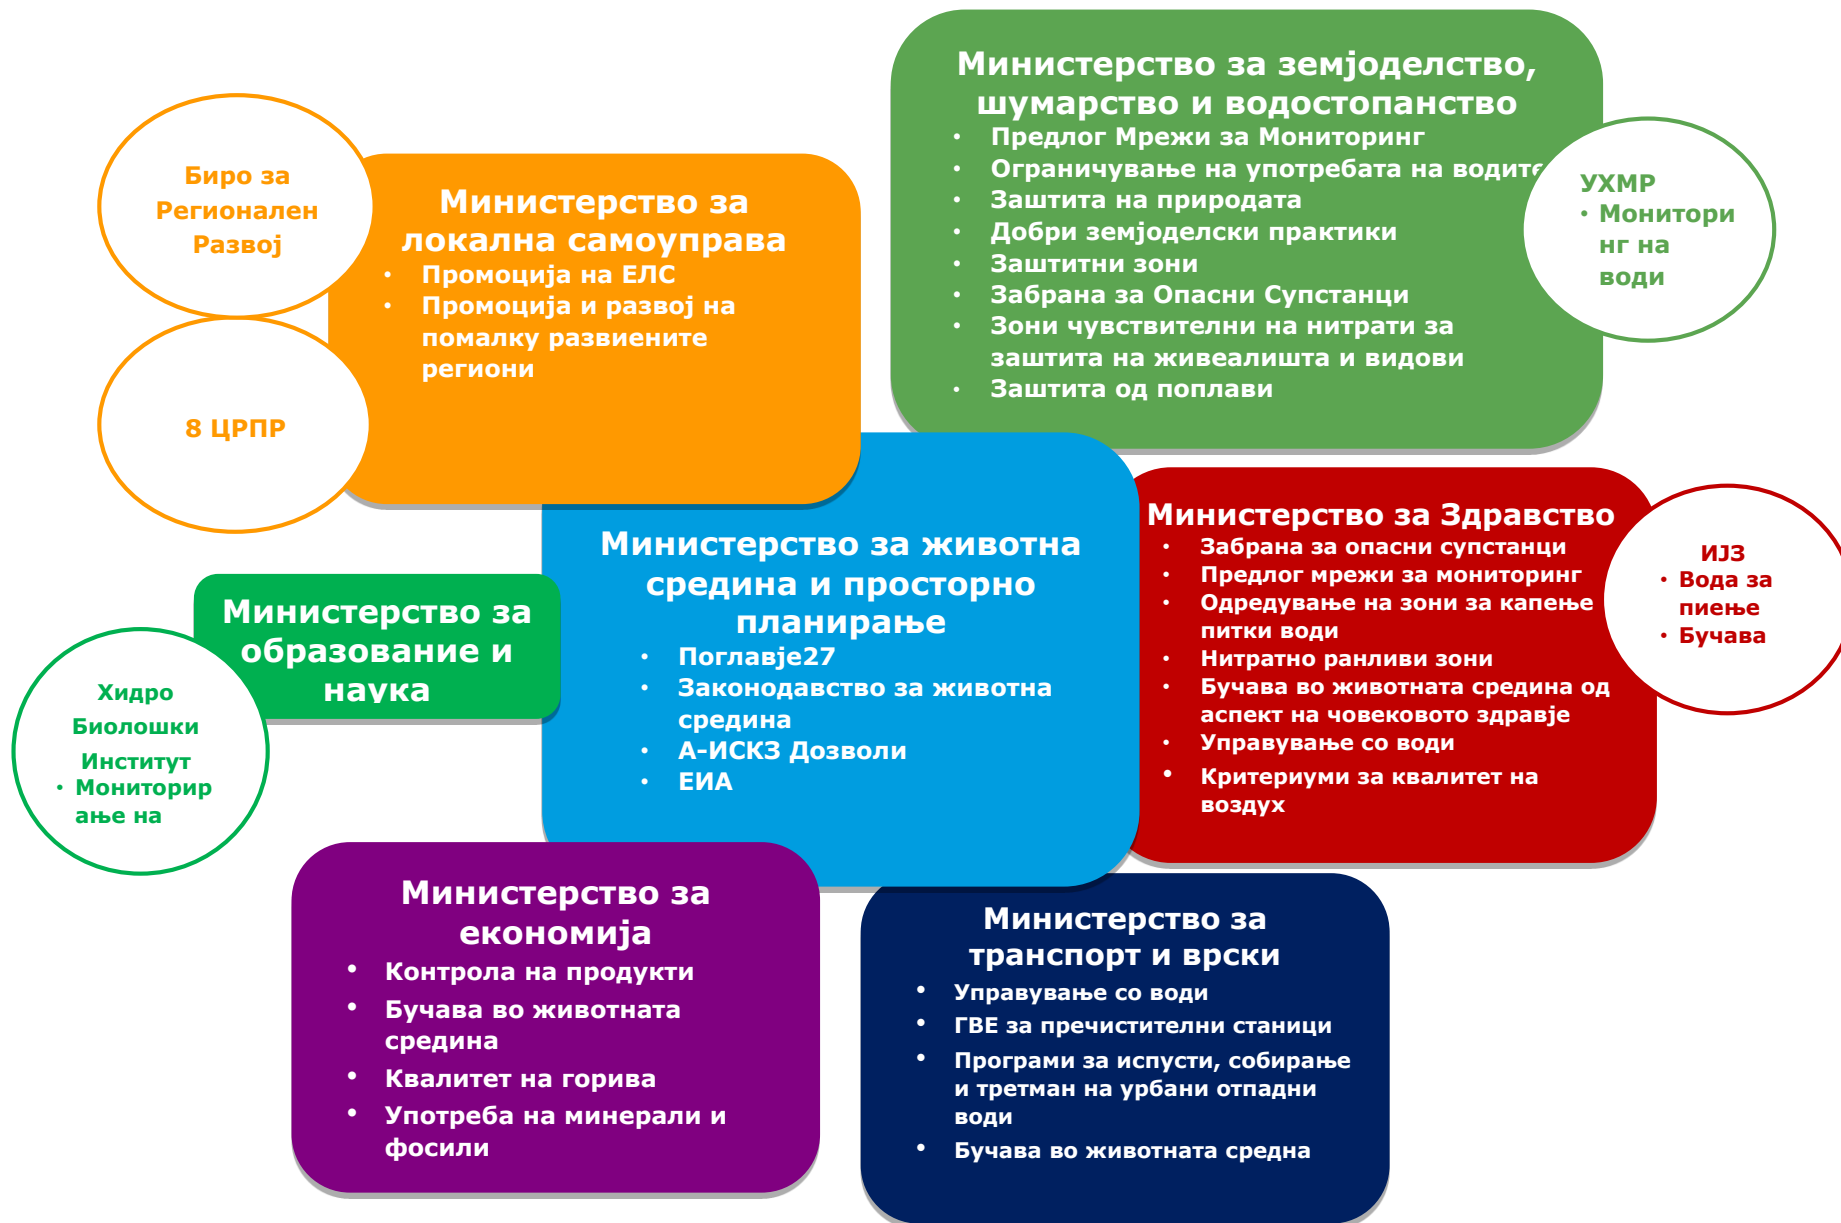 Министерство за земјоделство,
шумарство и водостопанство
• Предлог Мрежи за Мониторинг
• Ограничување на употребата на водите
• Заштита на природата
• Добри земјоделски практики
• Заштитни зони
• Забрана за Опасни Супстанци
• Зони чувствителни на нитрати за
заштита на живеалишта и видови
• Заштита од поплави
УХМР
• Монитори
нг на
води
Биро за
Регионален
Развој
8 ЦРПР
Министерство за
локална самоуправа
• Промоција на ЕЛС
• Промоција и развој на
помалку развиените
региони
Министерство за животна
средина и просторно
планирање
• Поглавје27
• Законодавство за животна
средина
• А-ИСКЗ Дозволи
• ЕИА
Министерство за Здравство
• Забрана за опасни супстанци
• Предлог мрежи за мониторинг
• Одредување на зони за капење
питки води
• Нитратно ранливи зони
• Бучава во животната средина од
аспект на човековото здравје
• Управување со води
• Критериуми за квалитет на
воздух
ИЈЗ
• Вода за
пиење
• Бучава
Министерство за
образование и
наука
Хидро
Биолошки
Институт
• Мониторир
ање на
Министерство за
економија
• Контрола на продукти
• Бучава во животната
средина
• Квалитет на горива
• Употреба на минерали и
фосили
Министерство за
транспорт и врски
• Управување со води
• ГВЕ за пречистителни станици
• Програми за испусти, собирање
и третман на урбани отпадни
води
• Бучава во животната средна